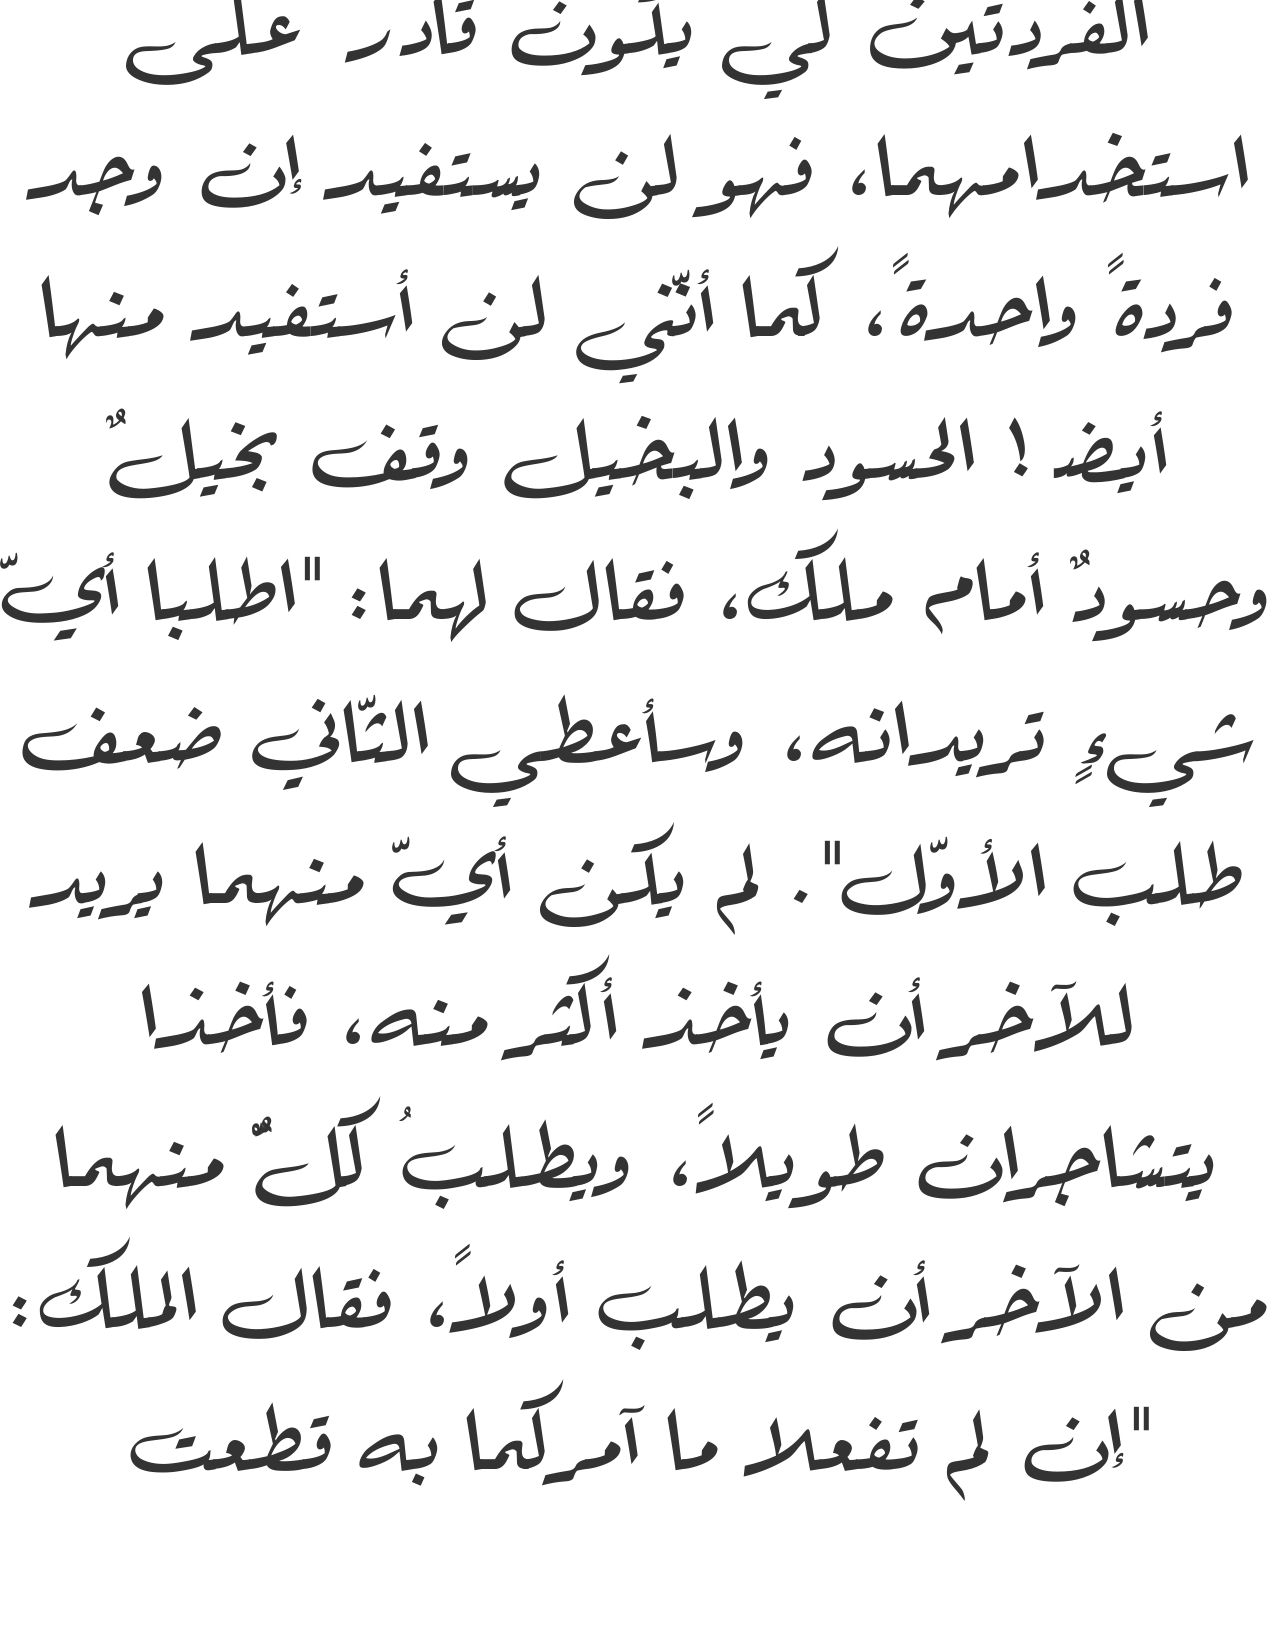 الفردتين لي يكون قادر على
استخدامهما، فهو لن يستفيد إن وجد
فردةً واحدةً، كما أنّني لن أستفيد منها
أيضد ! الحسود والبخيل وقف بخيلٌ
وحسودٌ أمام ملك، فقال لهما: "اطلبا أيّ
شيءٍ تريدانه، وسأعطي الثّاني ضعف
طلب الأوّل". لم يكن أيّ منهما يريد
للآخر أن يأخذ أكثر منه، فأخذا
يتشاجران طويلاً، ويطلبُ كلٌّ منهما
من الآخر أن يطلب أولاً، فقال الملك:
"إن لم تفعلا ما آمركما به قطعت